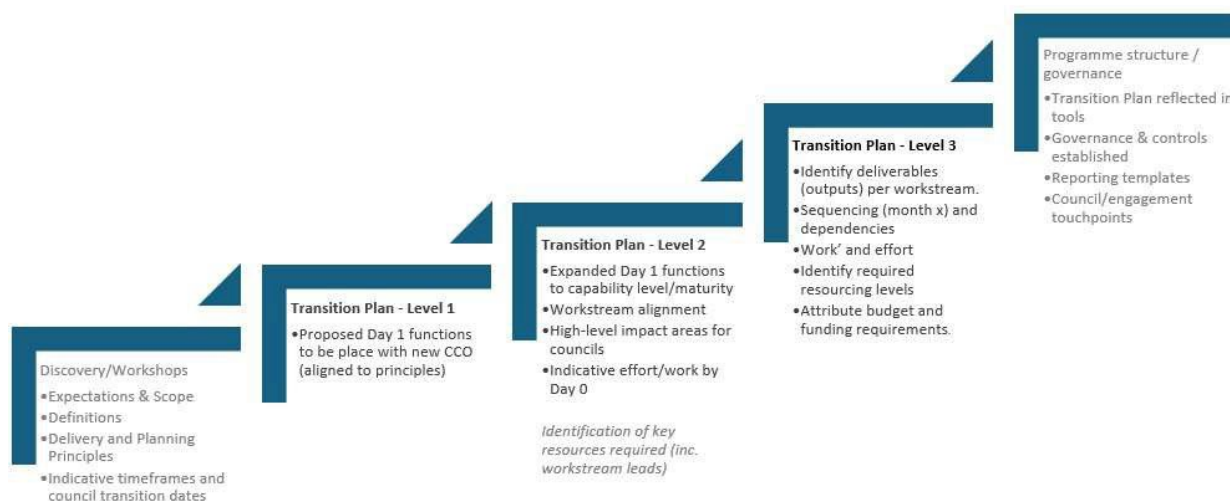 Discovery/Workshops
•Expectations & Scope
•Definitions
•Delivery and Planning
Principles
•Indicative timeframes and
council transition dates
Transition Plan - Level 1
•Proposed Day 1 functions
to be place with new CCO
(aligned to principles)
Transition Plan - Level 2
•Expanded Day 1 functions
to capability level/maturity
•Workstream alignment
•High-level impact areas for
councils
•Indicative effort/work by
Day 0
Identification of key
resources required (inc.
workstream leads)
Transition Plan - Level 3
•Identify deliverables
(outputs) per workstream.
•Sequencing (month x) and
dependencies
•Work’ and effort
•Identify required
resourcing levels
•Attribute budget and
funding requirements.
Programme structure /
governance
•Transition Plan reflected in
tools
•Governance & controls
established
•Reporting templates
•Council/engagement
touchpoints